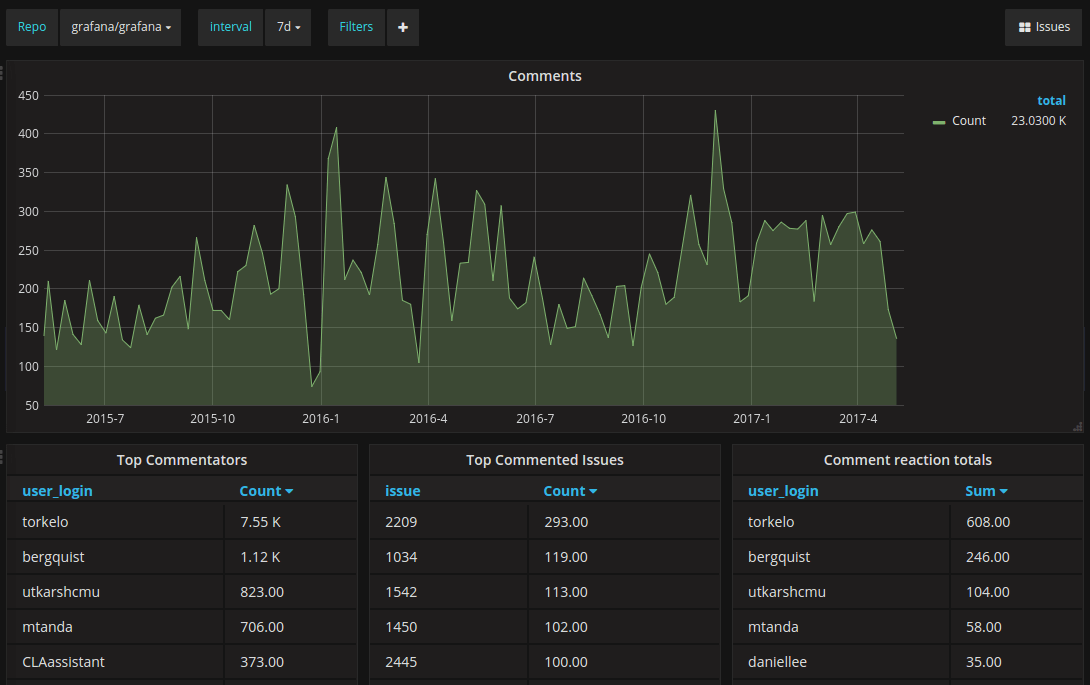 Repo grafana/grafana interval 7d Filters + Issues
Comments
total
Count 23.0300 K
450
400
350
300
250
200
150
100
50
2015-7 2015-10 2016-1 2016-4 2016-7 2016-10 2017-1 2017-4
Top Commentators
user_login Count
torkelo 7.55 K
bergquist 1.12 K
utkarshcmu 823.00
mtanda 706.00
CLAassistant 373.00
Top Commented Issues
issue Count
2209 293.00
1034 119.00
1542 113.00
1450 102.00
2445 100.00
Comment reaction totals
user_login Sum
torkelo 608.00
bergquist 246.00
utkarshcmu 104.00
mtanda 58.00
daniellee 35.00